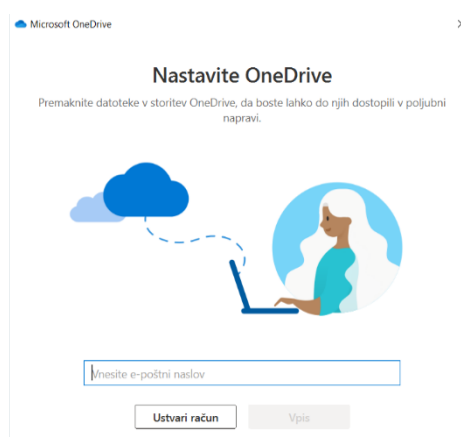 Microsoft OneDrive
Nastavite OneDrive
Premaknite datoteke v storitev OneDrive, da boste lahko do njih dostopili v poljubni
napravi.
Vnesite e-poštni naslov
Ustvari račun
Vpis